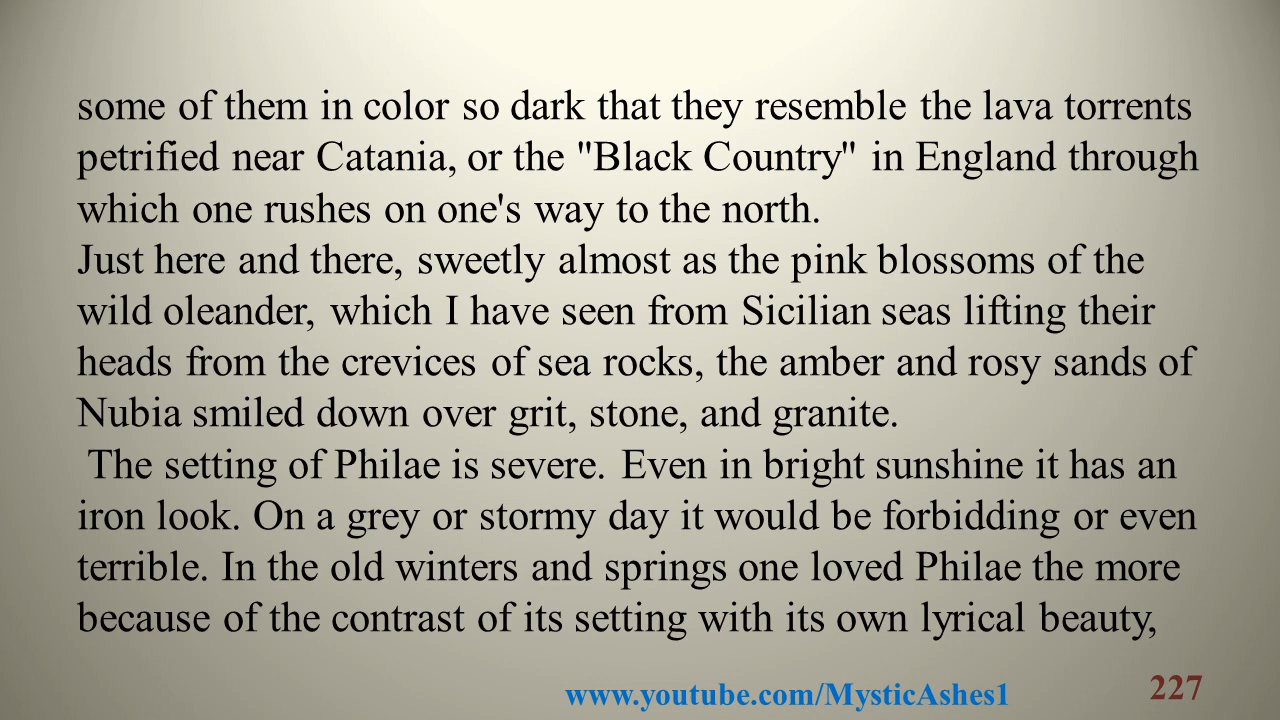 some of them in color so dark that they resemble the lava torrents
petrified near Catania, or the "Black Country" in England through
which one rushes on one's way to the north.
Just here and there, sweetly almost as the pink blossoms of the
wild oleander, which I have seen from Sicilian seas lifting their
heads from the crevices of sea rocks, the amber and rosy sands of
Nubia smiled down over grit, stone, and granite.
The setting of Philae is severe. Even in bright sunshine it has an
iron look. On a grey or stormy day it would be forbidding or even
terrible. In the old winters and springs one loved Philae the more
because of the contrast of its setting with its own lyrical beauty,
www.youtube.com/MysticAshes1
227